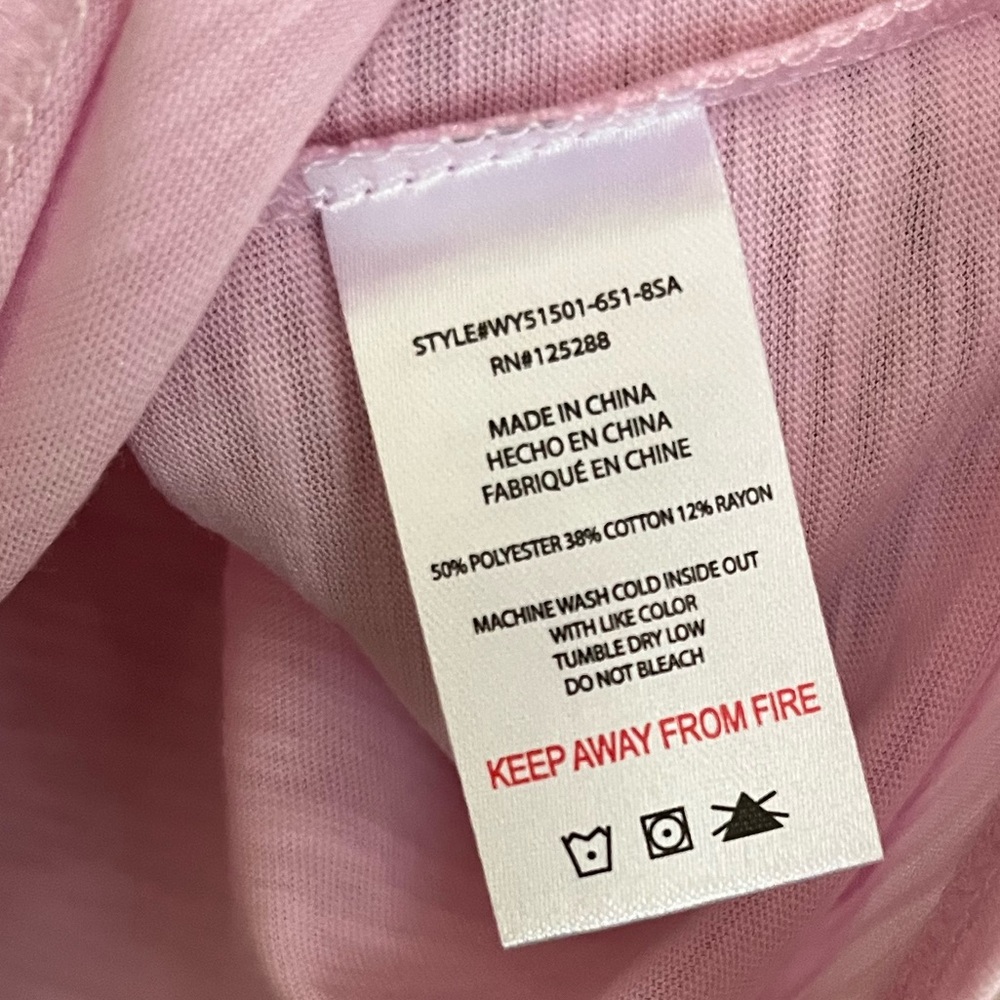 STYLE#WY51501-651-8SA
RN#125288
MADE IN CHINA
HECHO EN CHINA
FABRIQUÉ EN CHINE
50% POLYESTER 38% COTTON 12% RAYON
MACHINE WASH COLD INSIDE OUT
WITH LIKE COLOR
TUMBLE DRY LOW
DO NOT BLEACH
KEEP AWAY FROM FIRE